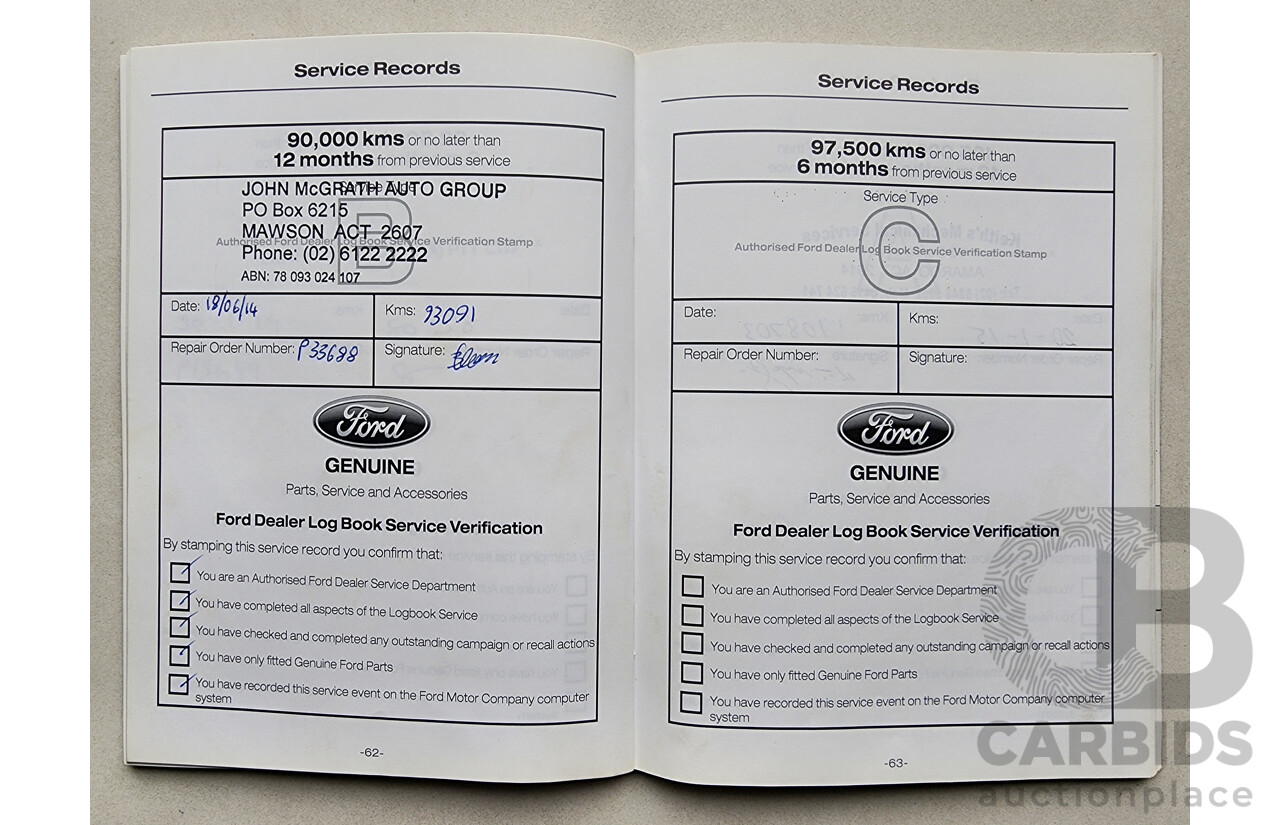 Service Records
90,000 kms or no later than
12 months from previous service
Service Type
JOHN McGRATH AUTO GROUP
PO Box 6215
MAWSON ACT 2607
B
Authorised Ford Dealer Log Book Service Verification Stamp
Phone: (02) 6122 2222
ABN: 78 093 024 107
Date: 18/06/14
Kms: 93091
Repair Order Number: P33688
Signature:
Ford
GENUINE
Parts, Service and Accessories
Ford Dealer Log Book Service Verification
By stamping this service record you confirm that:
You are an Authorised Ford Dealer Service Department
You have completed all aspects of the Logbook Service
You have checked and completed any outstanding campaign or recall actions
You have only fitted Genuine Ford Parts
You have recorded this service event on the Ford Motor Company computer
system
-62-
Service Records
97,500 kms or no later than
6 months from previous service
Service Type
C
Authorised Ford Dealer Log Book Service Verification Stamp
Date:
Kms:
Repair Order Number:
Signature:
Ford
GENUINE
Parts, Service and Accessories
Ford Dealer Log Book Service Verification
By stamping this service record you confirm that:
You are an Authorised Ford Dealer Service Department
You have completed all aspects of the Logbook Service
You have checked and completed any outstanding campaign or recall actions
You have only fitted Genuine Ford Parts
You have recorded this service event on the Ford Motor Company computer
system
-63-
CB
CARBIDS
auctionplace